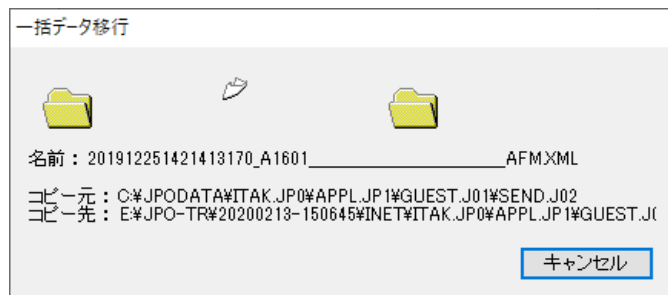 一括データ移行
名前： 201912251421413170_A1601____________________AFM.XML
コピー元： C:¥JPODATA¥ITAK.JP0¥APPL.JP1¥GUEST.J01¥SEND.J02
コピー先： E:¥JPO-TR¥20200213-150645¥INET¥ITAK.JP0¥APPL.JP1¥GUEST.J(
キャンセル